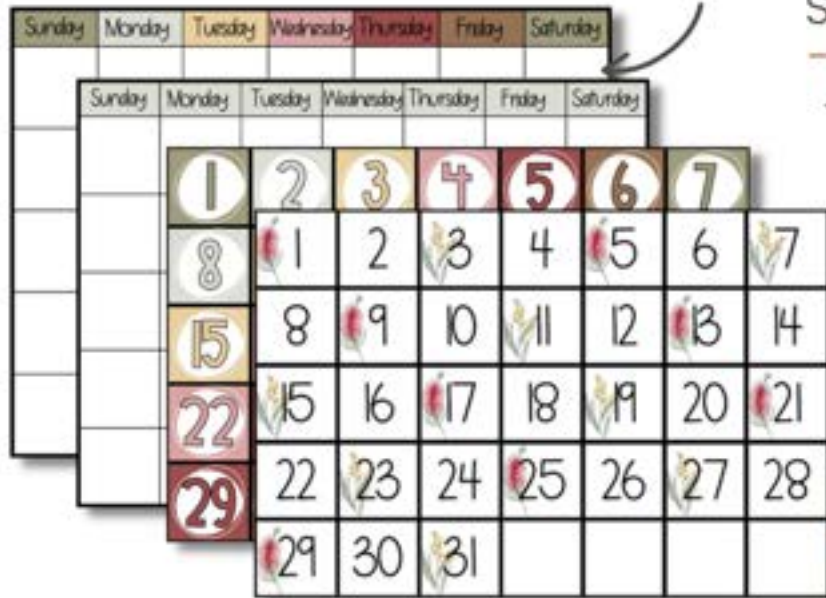 Sunday Monday Tuesday Wednesday Thursday Friday Saturday
Sunday Monday Tuesday Wednesday Thursday Friday Saturday
1 2 3 4 5 6 7
8
15
22
29
1 2 3 4 5 6 7
8 9 10 11 12 13 14
15 16 17 18 19 20 21
22 23 24 25 26 27 28
29 30 31